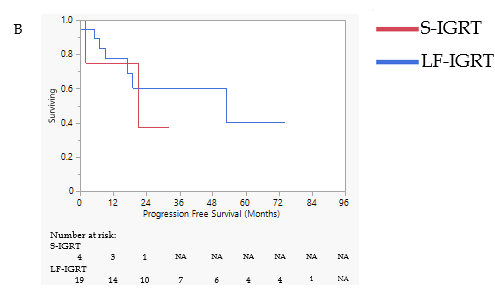 B
S-IGRT
LF-IGRT
1.0
0.8
0.6
0.4
0.2
0
Surviving
0 12 24 36 48 60 72 84 96
Progression Free Survival (Months)
Number at risk:
S-IGRT
4 3 1 NA NA NA NA NA NA
LF-IGRT
19 14 10 7 6 4 4 1 NA